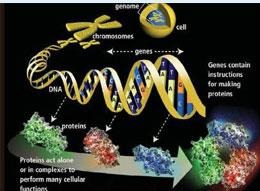 genome
cell
chromosomes
genes
Genes contain
instructions
for making
proteins
DNA
proteins
Proteins act alone
or in complexes to
perform many cellular
functions